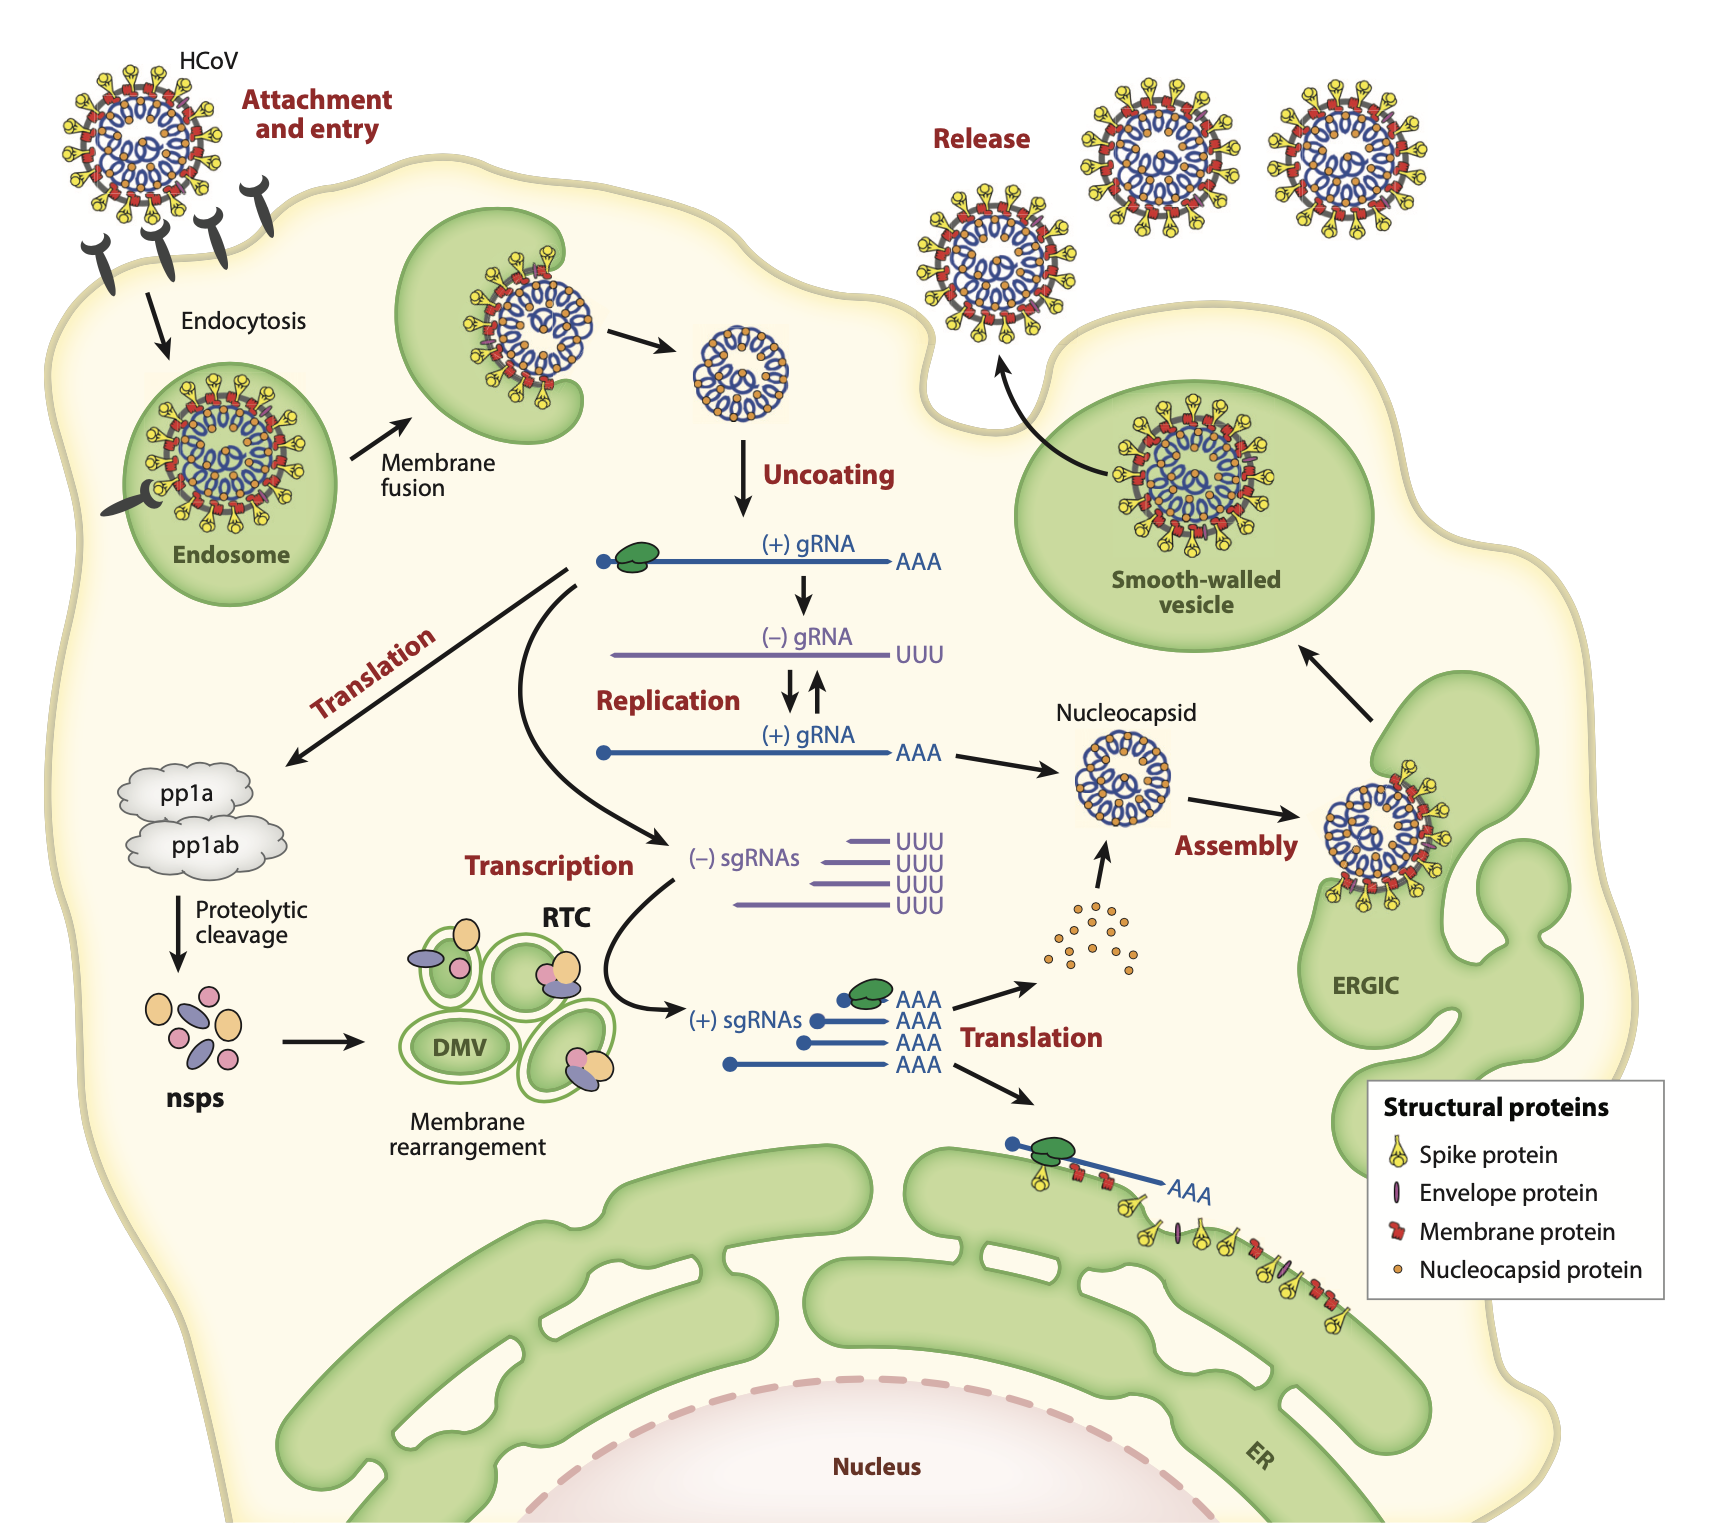 HCoV
Attachment
and entry
Release
Endocytosis
Membrane
fusion
Endosome
Uncoating
(+) gRNA
AAA
(–) gRNA
UUU
Replication
(+) gRNA
AAA
Translation
Smooth-walled
vesicle
Nucleocapsid
pp1a
pp1ab
Assembly
Transcription
(–) sgRNAs
UUU
UUU
UUU
UUU
Proteolytic
cleavage
RTC
DMV
nsps
Membrane
rearrangement
(+) sgRNAs
AAA
AAA
AAA
AAA
Translation
ERGIC
AAA
Structural proteins
Spike protein
Envelope protein
Membrane protein
Nucleocapsid protein
ER
Nucleus